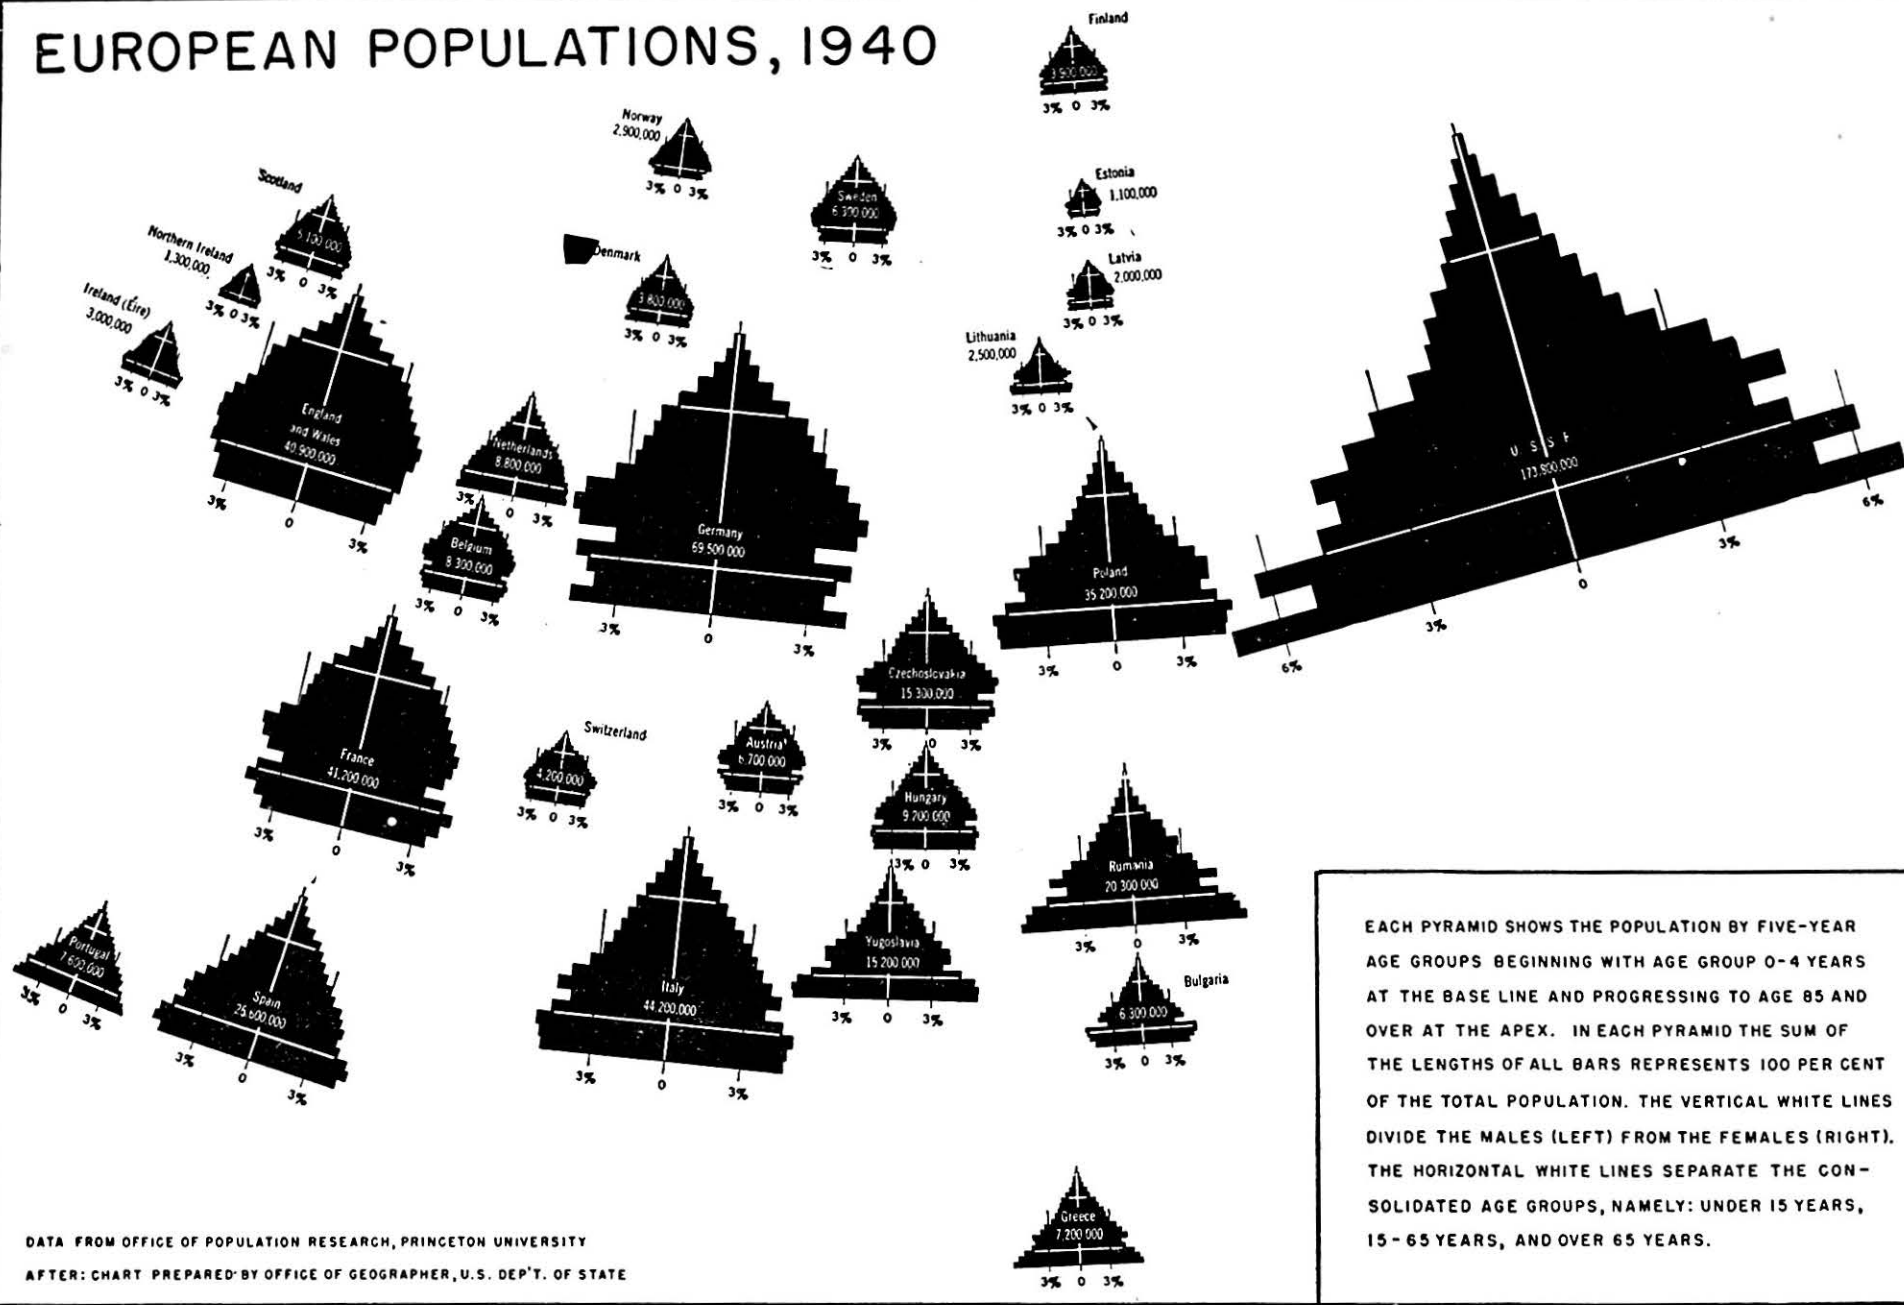 EUROPEAN POPULATIONS, 1940
Finland
3 900 000
3% 0 3%
Norway
2,900,000
3% 0 3%
Sweden
6 300 000
3% 0 3%
Estonia
1,100,000
3% 0 3%
Latvia
2,000,000
3% 0 3%
Lithuania
2,500,000
3% 0 3%
Scotland
5 100 000
3% 0 3%
Northern Ireland
1,300,000
3% 0 3%
Ireland (Éire)
3,000,000
3% 0 3%
Denmark
3 800 000
3% 0 3%
England
and Wales
40 900 000
3% 0 3%
Netherlands
8 800 000
3% 0 3%
Belgium
8 300,000
3% 0 3%
Germany
69 500 000
3% 0 3%
Poland
35 200 000
3% 0 3%
U S S R
173 800,000
6% 3% 0 3% 6%
Czechoslovakia
15 300,000
3% 0 3%
France
41,200 000
3% 0 3%
Switzerland
4,200 000
3% 0 3%
Austria
6 700 000
3% 0 3%
Hungary
9 200 000
3% 0 3%
Rumania
20 300 000
3% 0 3%
Portugal
7 600,000
3% 0 3%
Spain
25 600 000
3% 0 3%
Italy
44 200,000
3% 0 3%
Yugoslavia
15 200 000
3% 0 3%
Bulgaria
6 300 000
3% 0 3%
Greece
7,200 000
3% 0 3%
EACH PYRAMID SHOWS THE POPULATION BY FIVE-YEAR
AGE GROUPS BEGINNING WITH AGE GROUP 0-4 YEARS
AT THE BASE LINE AND PROGRESSING TO AGE 85 AND
OVER AT THE APEX. IN EACH PYRAMID THE SUM OF
THE LENGTHS OF ALL BARS REPRESENTS 100 PER CENT
OF THE TOTAL POPULATION. THE VERTICAL WHITE LINES
DIVIDE THE MALES (LEFT) FROM THE FEMALES (RIGHT).
THE HORIZONTAL WHITE LINES SEPARATE THE CON-
SOLIDATED AGE GROUPS, NAMELY: UNDER 15 YEARS,
15-65 YEARS, AND OVER 65 YEARS.
DATA FROM OFFICE OF POPULATION RESEARCH, PRINCETON UNIVERSITY
AFTER: CHART PREPARED BY OFFICE OF GEOGRAPHER, U.S. DEP'T. OF STATE